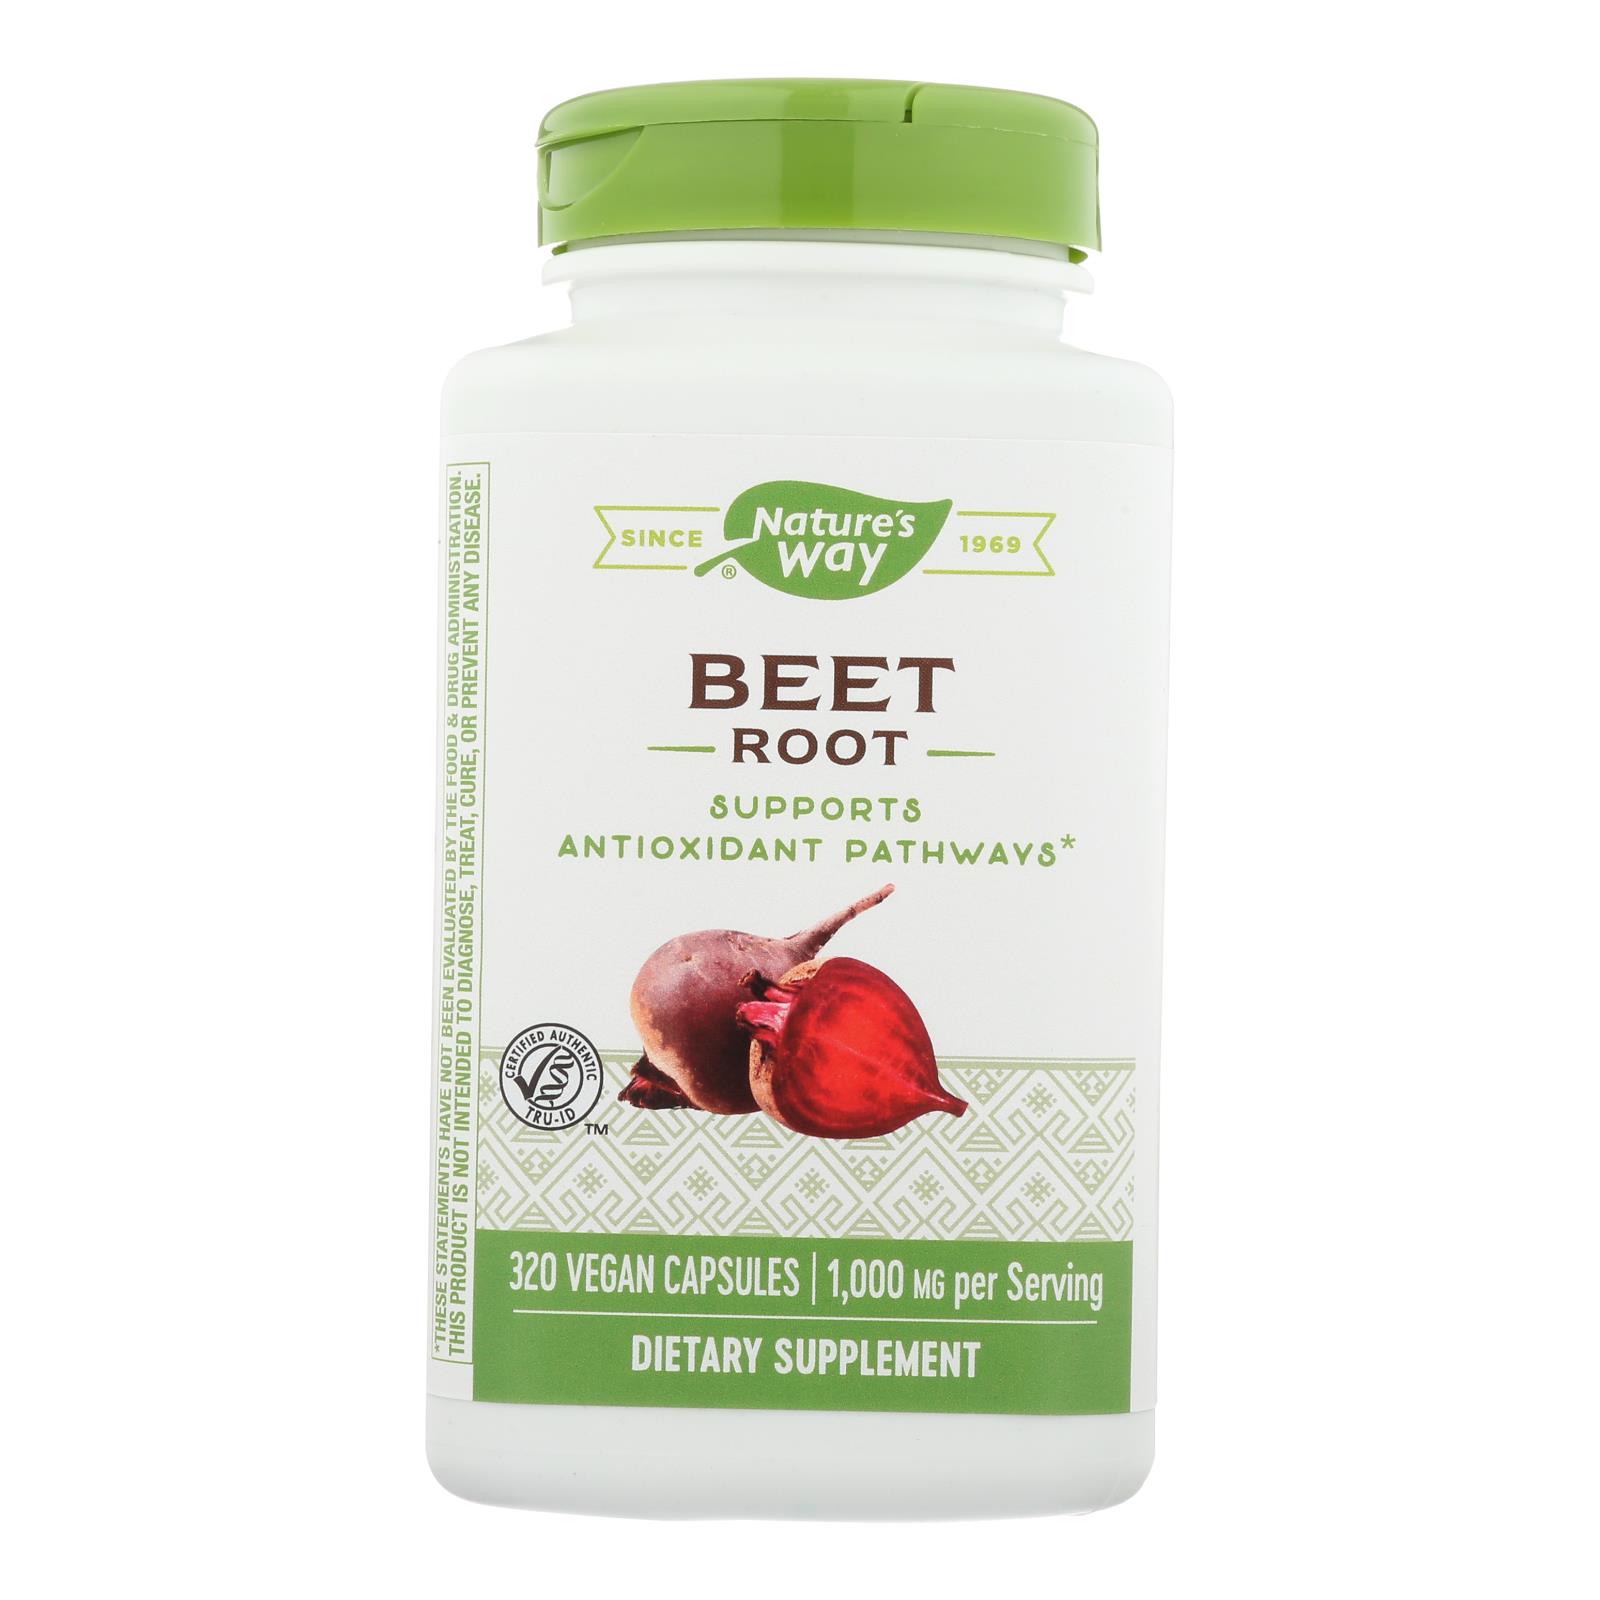 SINCE
Nature's
Way
®
1969
BEET
ROOT
SUPPORTS
ANTIOXIDANT PATHWAYS*
CERTIFIED AUTHENTIC
TRU-ID
TM
320 VEGAN CAPSULES | 1,000 MG per Serving
DIETARY SUPPLEMENT
*THESE STATEMENTS HAVE NOT BEEN EVALUATED BY THE FOOD & DRUG ADMINISTRATION.
THIS PRODUCT IS NOT INTENDED TO DIAGNOSE, TREAT, CURE, OR PREVENT ANY DISEASE.